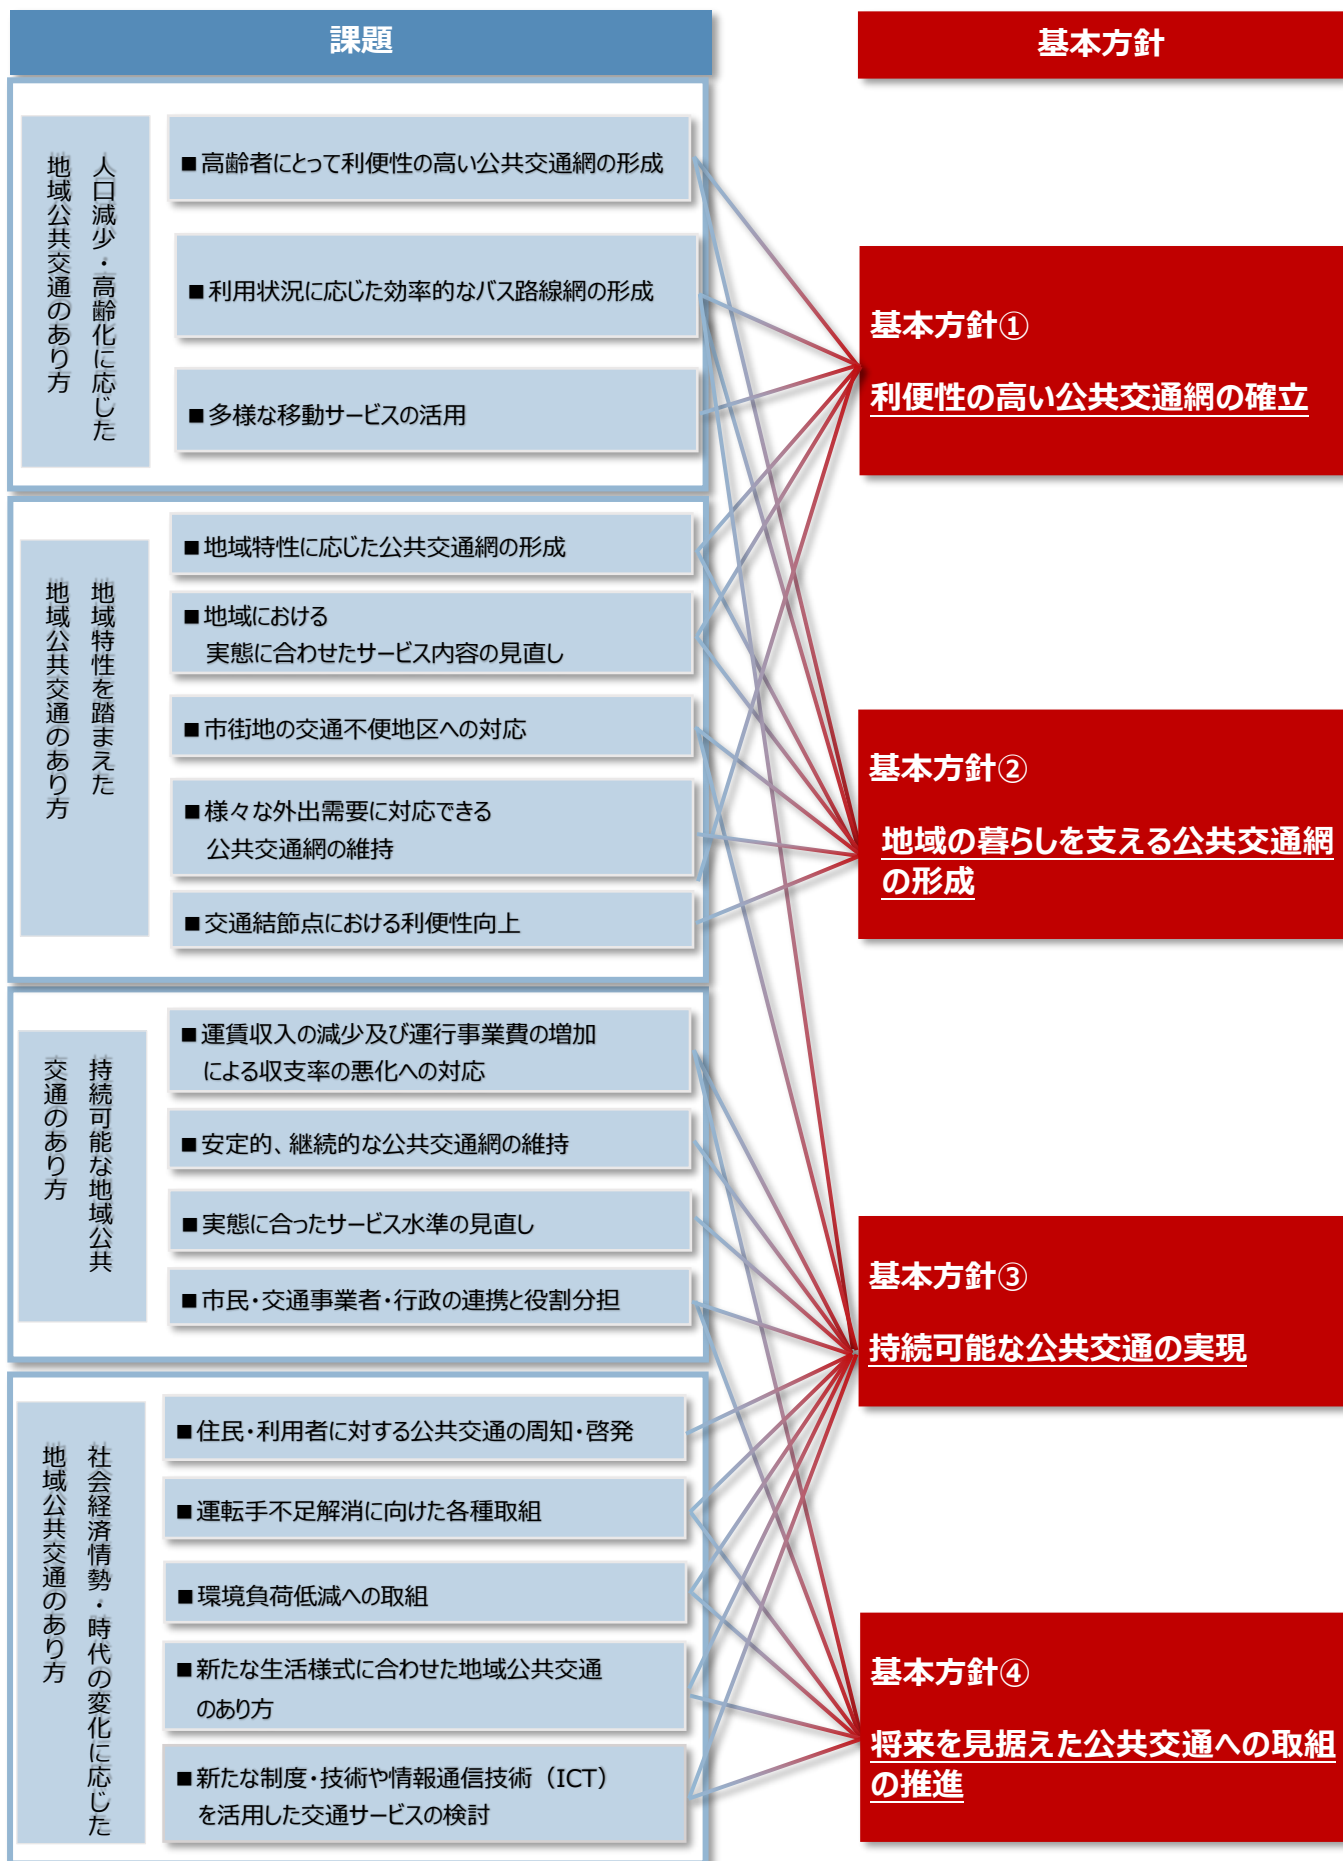 課題
人口減少・高齢化に応じた
地域公共交通のあり方
■高齢者にとって利便性の高い公共交通網の形成
■利用状況に応じた効率的なバス路線網の形成
■多様な移動サービスの活用
地域特性を踏まえた
地域公共交通のあり方
■地域特性に応じた公共交通網の形成
■地域における
実態に合わせたサービス内容の見直し
■市街地の交通不便地区への対応
■様々な外出需要に対応できる
公共交通網の維持
■交通結節点における利便性向上
持続可能な地域公共
交通のあり方
■運賃収入の減少及び運行事業費の増加
による収支率の悪化への対応
■安定的、継続的な公共交通網の維持
■実態に合ったサービス水準の見直し
■市民・交通事業者・行政の連携と役割分担
社会経済情勢・時代の変化に応じた
地域公共交通のあり方
■住民・利用者に対する公共交通の周知・啓発
■運転手不足解消に向けた各種取組
■環境負荷低減への取組
■新たな生活様式に合わせた地域公共交通
のあり方
■新たな制度・技術や情報通信技術（ICT）
を活用した交通サービスの検討
基本方針
基本方針①
利便性の高い公共交通網の確立
基本方針②
地域の暮らしを支える公共交通網
の形成
基本方針③
持続可能な公共交通の実現
基本方針④
将来を見据えた公共交通への取組
の推進